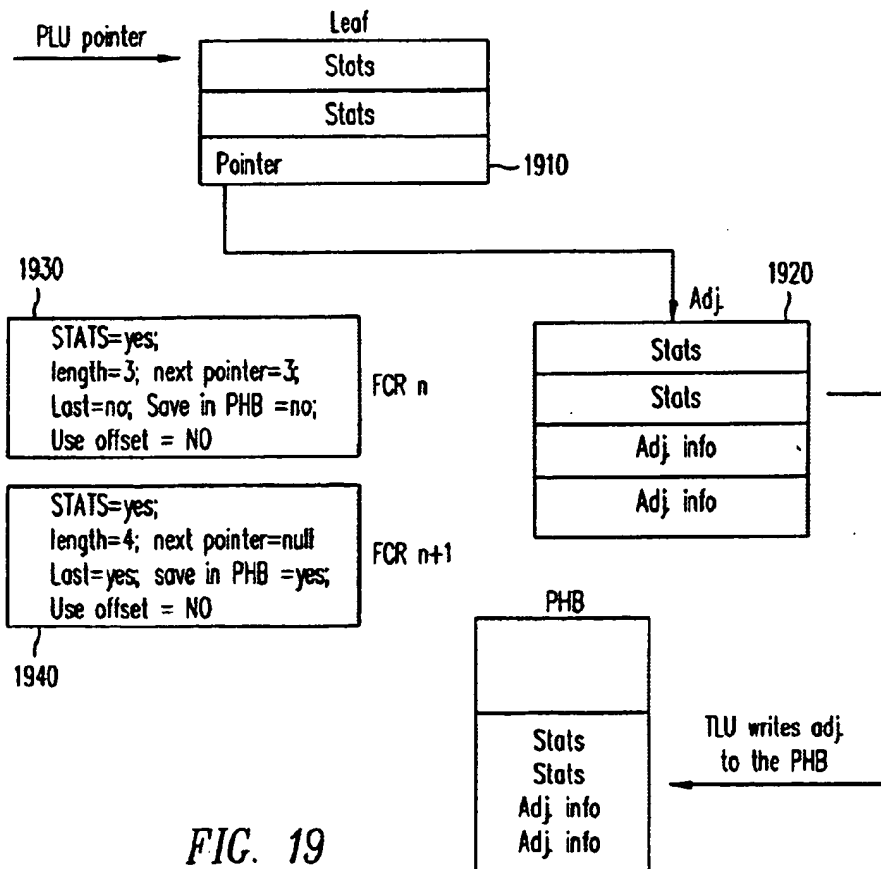 PLU pointer
Leaf
Stats
Stats
Pointer
1910
1930
STATS=yes;
length=3; next pointer=3;
Last=no; Save in PHB =no;
Use offset = NO
FCR n
Adj.
1920
Stats
Stats
Adj. info
Adj. info
STATS=yes;
length=4; next pointer=null
Last=yes; save in PHB =yes;
Use offset = NO
FCR n+1
1940
PHB
Stats
Stats
Adj. info
Adj. info
TLU writes adj.
to the PHB
FIG. 19